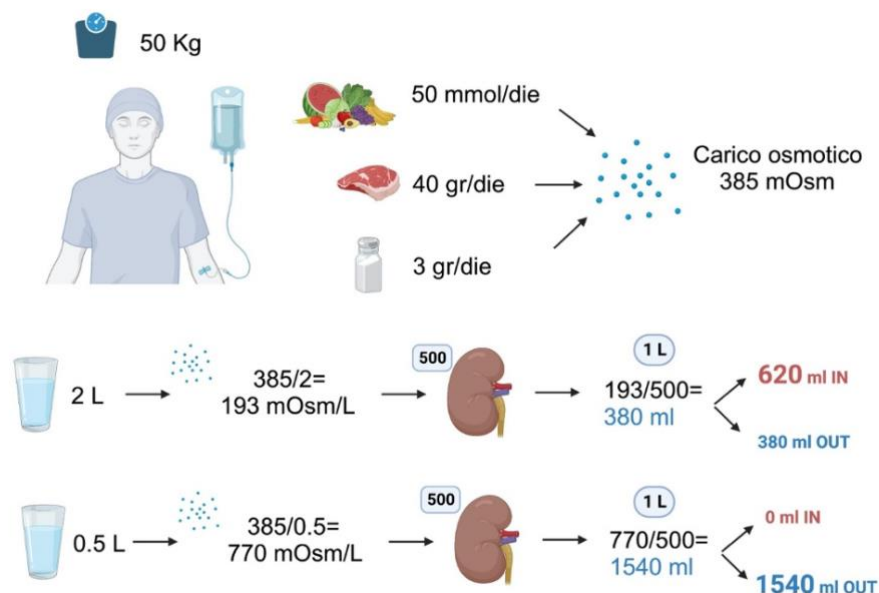 50 Kg
50 mmol/die
40 gr/die
3 gr/die
Carico osmotico
385 mOsm
2 L
385/2=
193 mOsm/L
500
1 L
193/500=
380 ml
620 ml IN
380 ml OUT
0.5 L
385/0.5=
770 mOsm/L
500
1 L
770/500=
1540 ml
0 ml IN
1540 ml OUT